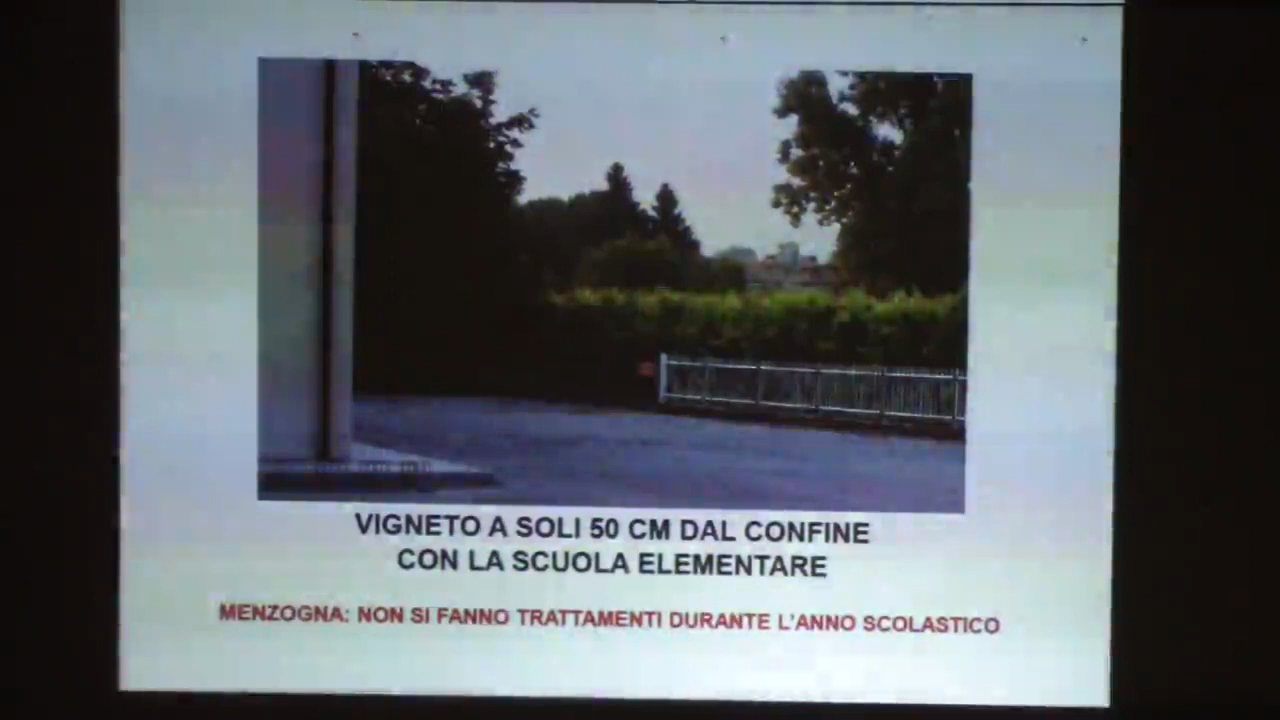 VIGNETO A SOLI 50 CM DAL CONFINE
CON LA SCUOLA ELEMENTARE
MENZOGNA: NON SI FANNO TRATTAMENTI DURANTE L'ANNO SCOLASTICO